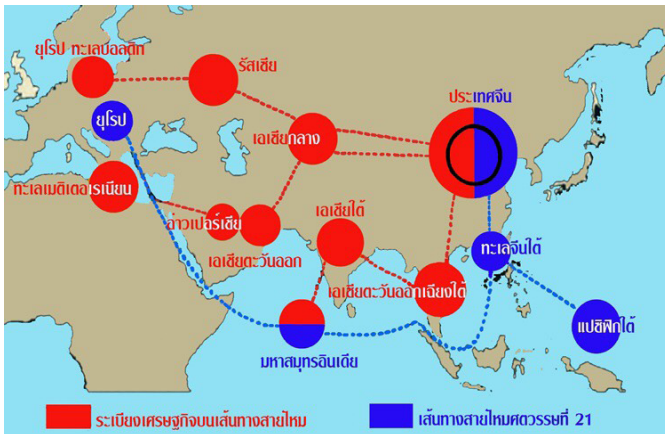 ยุโรป ทะเลบอลติก
รัสเซีย
ประเทศจีน
ยุโรป
เอเซียกลาง
ทะเลเมดิเตอเรเนียน
อ่าวเปอร์เซีย
เอเซียใต้
ทะเลจีนใต้
เอเซียตะวันออก
เอเซียตะวันออกเฉียงใต้
แปซิฟิกใต้
มหาสมุทรอินเดีย
ระเบียงเศรษฐกิจบนเส้นทางสายไหม
เส้นทางสายไหมศตวรรษที่ 21